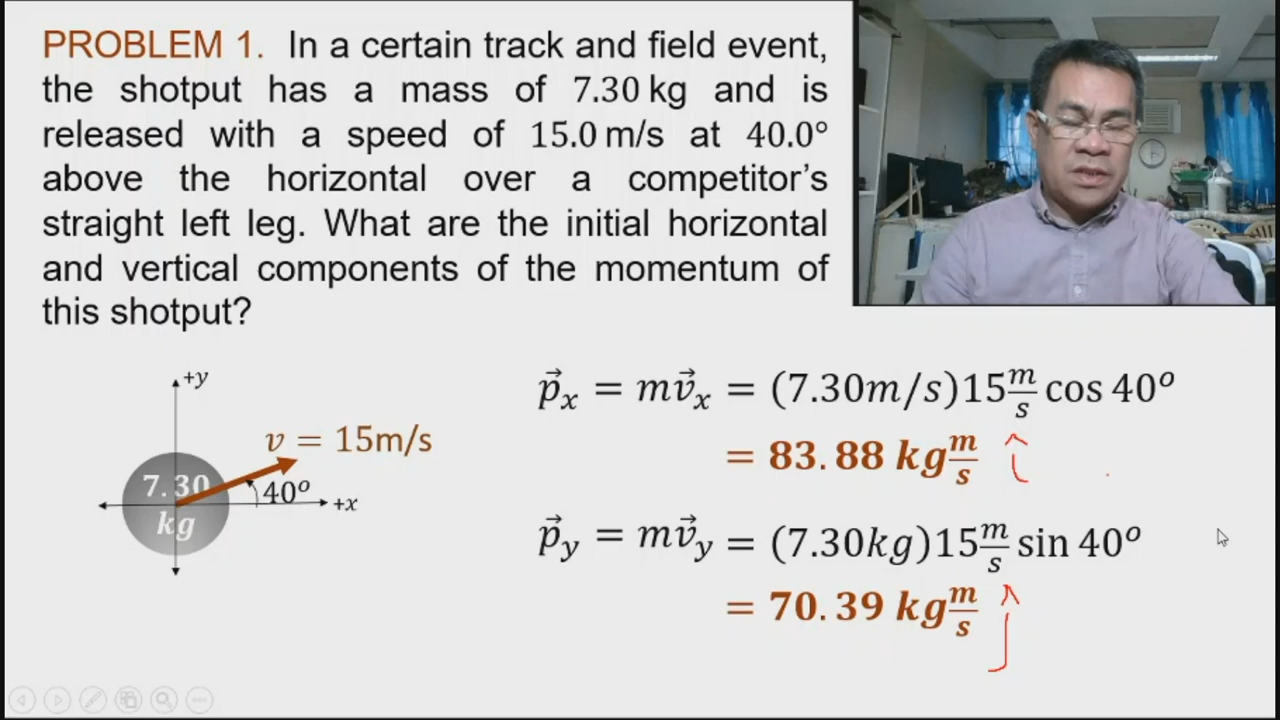 PROBLEM 1. In a certain track and field event,
the shotput has a mass of 7.30 kg and is
released with a speed of 15.0 m/s at 40.0°
above the horizontal over a competitor's
straight left leg. What are the initial horizontal
and vertical components of the momentum of
this shotput?
+y
v = 15m/s
7.30
kg
40º
+x
p⃗ₓ = mv⃗ₓ = (7.30m/s)15 m/s cos 40º
= 83.88 kg m/s
p⃗ᵧ = mv⃗ᵧ = (7.30kg)15 m/s sin 40º
= 70.39 kg m/s